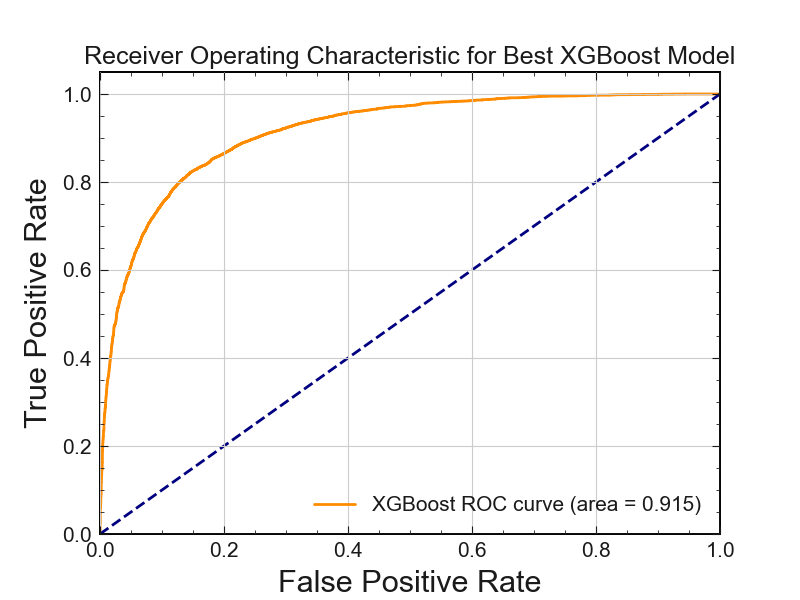 Receiver Operating Characteristic for Best XGBoost Model
True Positive Rate
1.0
0.8
0.6
0.4
0.2
0.0
XGBoost ROC curve (area = 0.915)
0.0 0.2 0.4 0.6 0.8 1.0
False Positive Rate